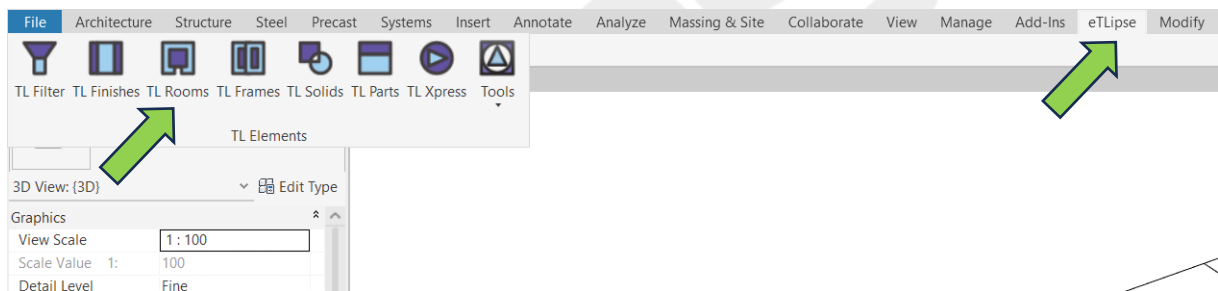 File Architecture Structure Steel Precast Systems Insert Annotate Analyze Massing & Site Collaborate View Manage Add-Ins eTLipse Modify
TL Filter TL Finishes TL Rooms TL Frames TL Solids TL Parts TL Xpress Tools
TL Elements
3D View: {3D} Edit Type
Graphics
View Scale 1 : 100
Scale Value 1: 100
Detail Level Fine